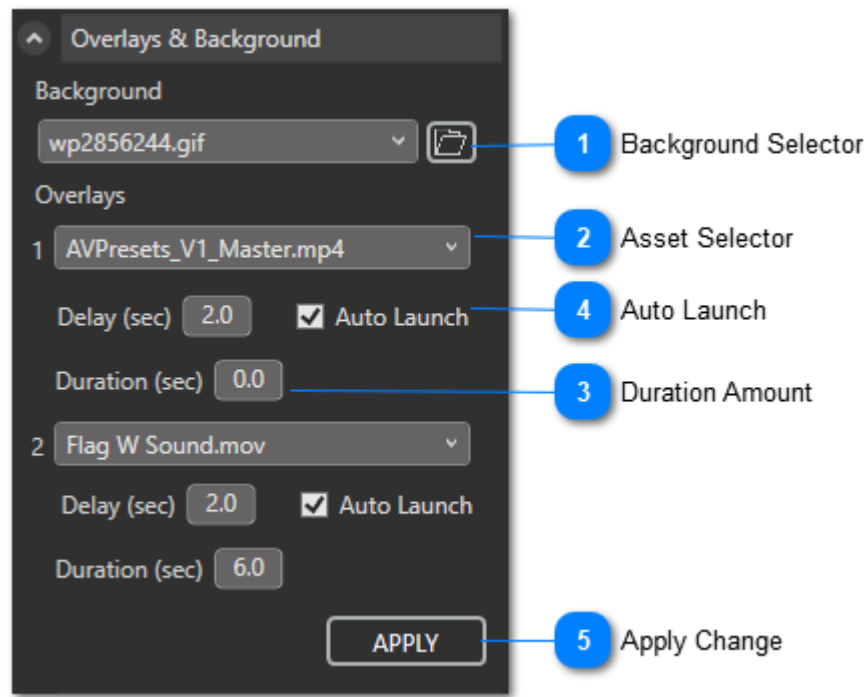 Overlays & Background
Background
wp2856244.gif
1 Background Selector
Overlays
1 AVPresets_V1_Master.mp4
2 Asset Selector
Delay (sec) 2.0 Auto Launch
4 Auto Launch
Duration (sec) 0.0
3 Duration Amount
2 Flag W Sound.mov
Delay (sec) 2.0 Auto Launch
Duration (sec) 6.0
APPLY
5 Apply Change